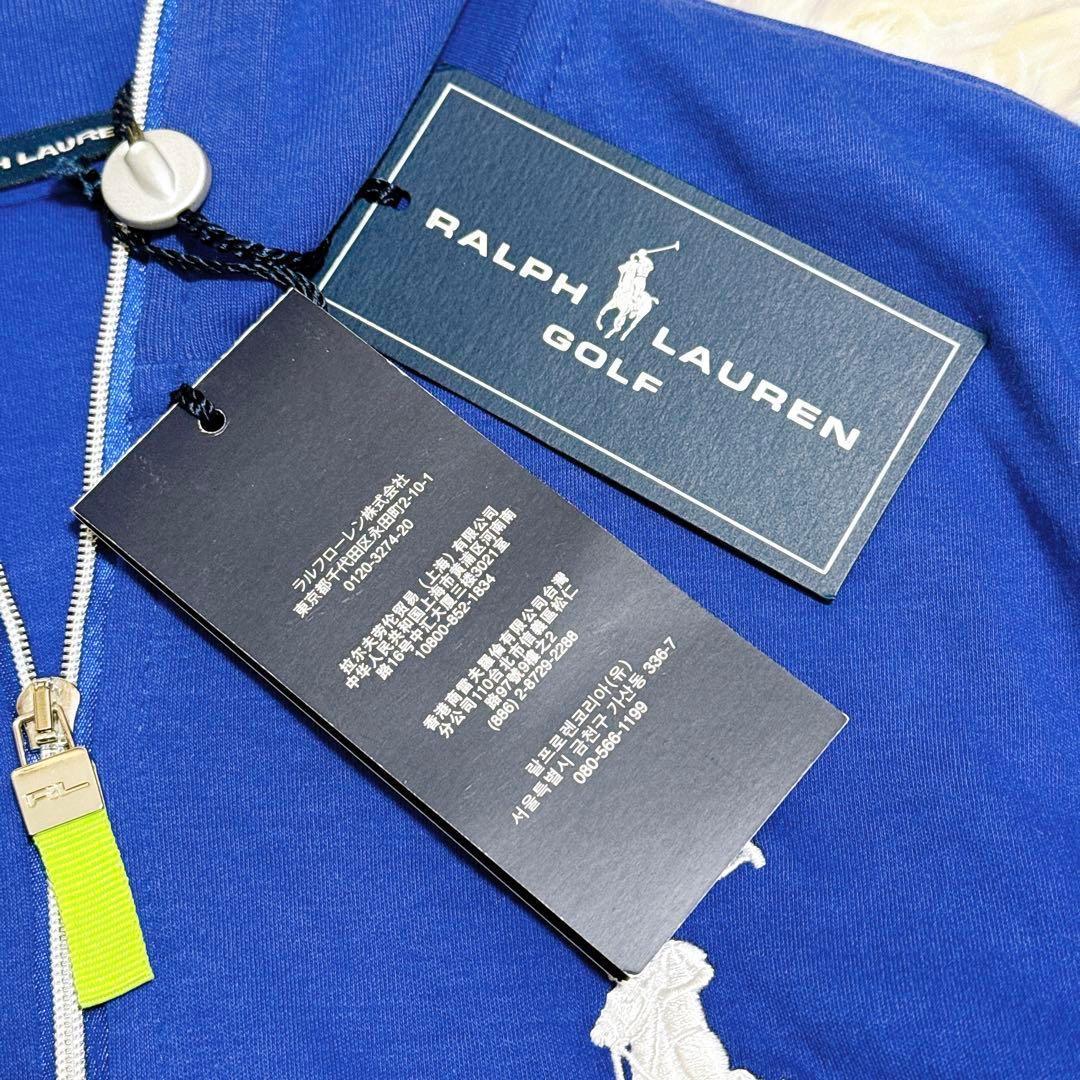 H LAURE
RALPH LAUREN
GOLF
ラルフローレン株式会社
東京都千代田区永田町2-10-1
0120-3274-20
拉尔夫劳伦贸易（上海）有限公司
中华人民共和国上海市黄浦区河南南
路16号中汇大厦三楼3021室
10800-852-1834
香港商雷夫羅倫有限公司台灣
分公司110台北市信義區松仁
路97號9樓之2
(886) 2-8729-2288
랄프로렌코리아(유)
서울특별시 금천구 가산동 336-7
080-566-1199
RL